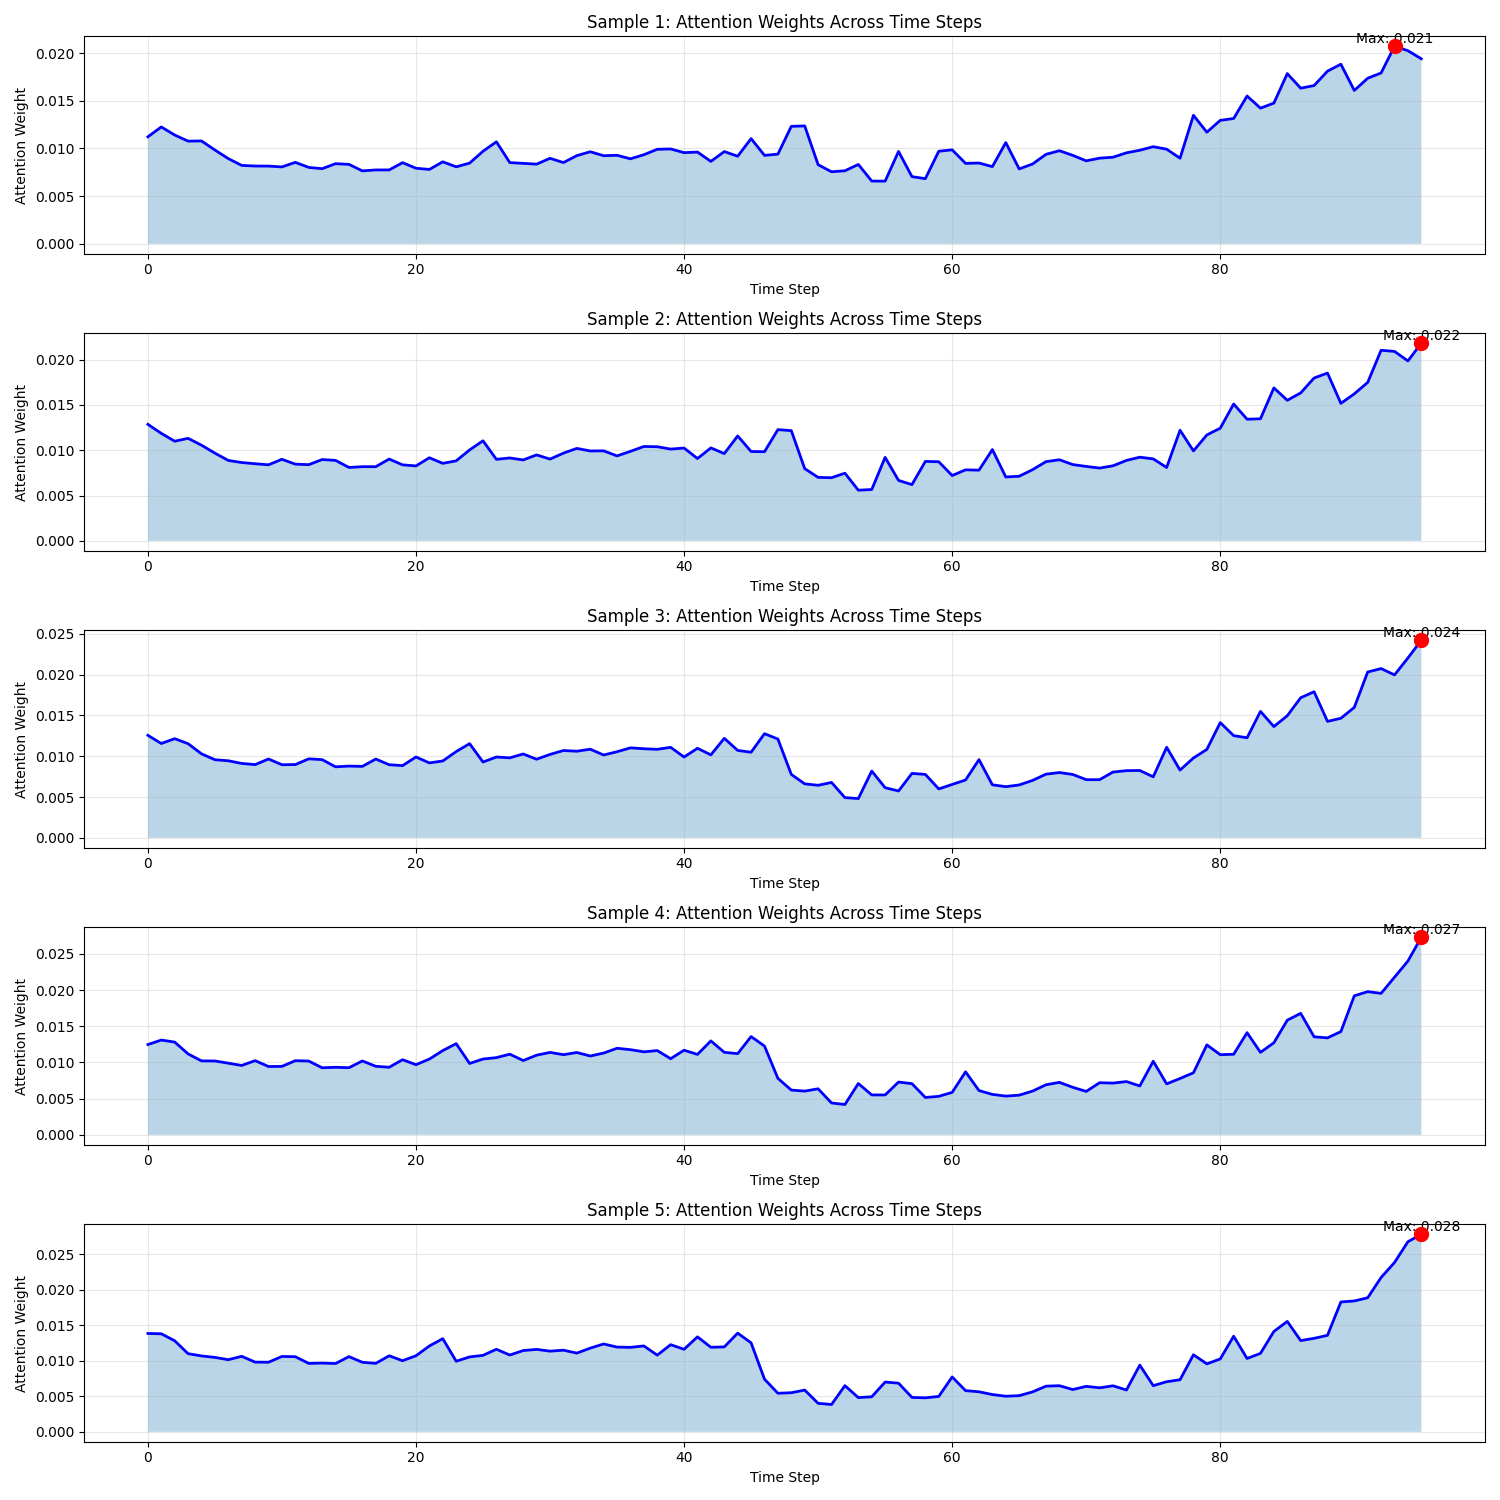 Sample 1: Attention Weights Across Time Steps
Max: 0.021
0.020
0.015
0.010
0.005
0.000
Attention Weight
0 20 40 60 80
Time Step
Sample 2: Attention Weights Across Time Steps
Max: 0.022
0.020
0.015
0.010
0.005
0.000
Attention Weight
0 20 40 60 80
Time Step
Sample 3: Attention Weights Across Time Steps
Max: 0.024
0.025
0.020
0.015
0.010
0.005
0.000
Attention Weight
0 20 40 60 80
Time Step
Sample 4: Attention Weights Across Time Steps
Max: 0.027
0.025
0.020
0.015
0.010
0.005
0.000
Attention Weight
0 20 40 60 80
Time Step
Sample 5: Attention Weights Across Time Steps
Max: 0.028
0.025
0.020
0.015
0.010
0.005
0.000
Attention Weight
0 20 40 60 80
Time Step